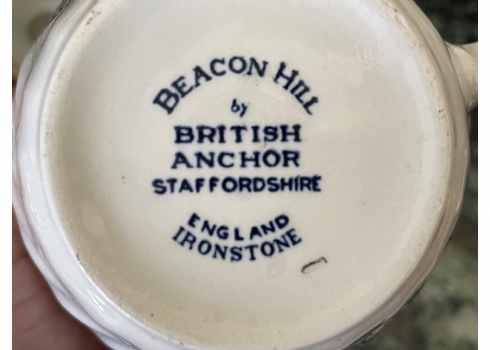 BEACON HILL
by
BRITISH
ANCHOR
STAFFORDSHIRE
ENGLAND
IRONSTONE